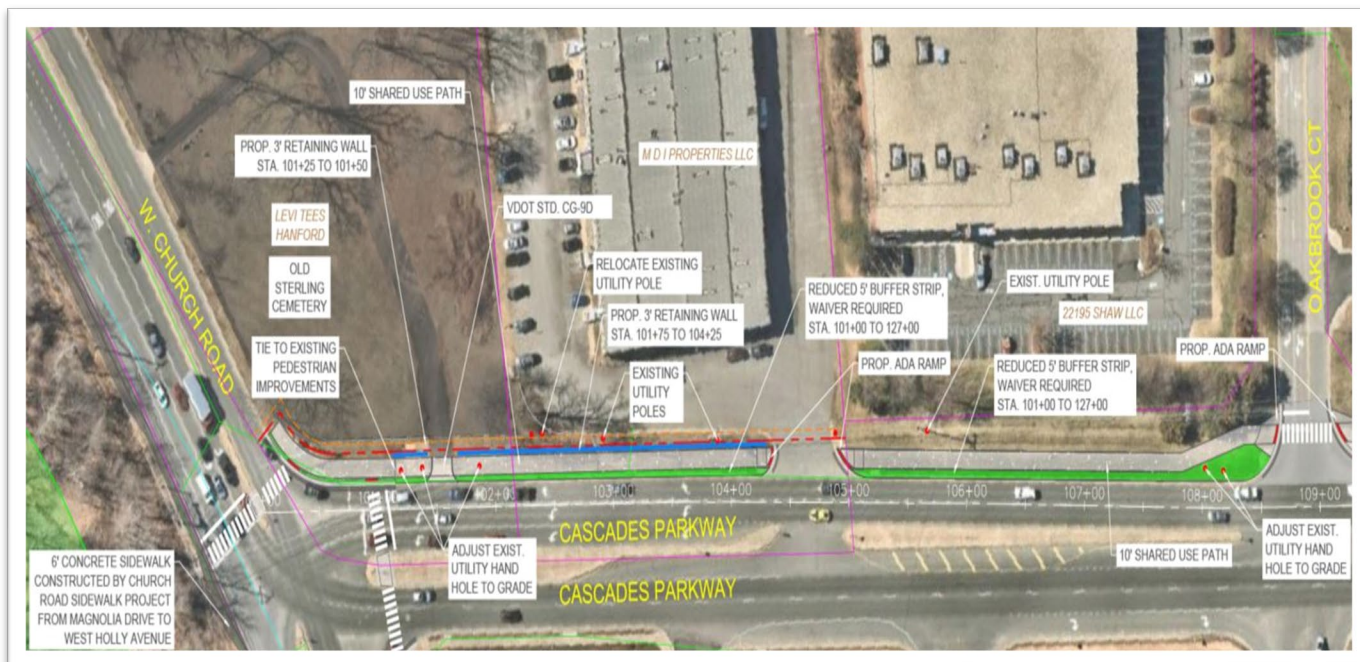 10' SHARED USE PATH
PROP. 3' RETAINING WALL
STA. 101+25 TO 101+50
M D I PROPERTIES LLC
OAKBROOK CT
W. CHURCH ROAD
LEVI TEES
HANFORD
OLD
STERLING
CEMETERY
VDOT STD. CG-9D
RELOCATE EXISTING
UTILITY POLE
PROP. 3' RETAINING WALL
STA. 101+75 TO 104+25
REDUCED 5' BUFFER STRIP,
WAIVER REQUIRED
STA. 101+00 TO 127+00
EXIST. UTILITY POLE
22195 SHAW LLC
TIE TO EXISTING
PEDESTRIAN
IMPROVEMENTS
EXISTING
UTILITY
POLES
PROP. ADA RAMP
REDUCED 5' BUFFER STRIP,
WAIVER REQUIRED
STA. 101+00 TO 127+00
PROP. ADA RAMP
102+00
103+00
104+00
105+00
106+00
107+00
108+00
109+00
CASCADES PARKWAY
ADJUST EXIST.
UTILITY HAND
HOLE TO GRADE
10' SHARED USE PATH
ADJUST EXIST.
UTILITY HAND
HOLE TO GRADE
6' CONCRETE SIDEWALK
CONSTRUCTED BY CHURCH
ROAD SIDEWALK PROJECT
FROM MAGNOLIA DRIVE TO
WEST HOLLY AVENUE
CASCADES PARKWAY